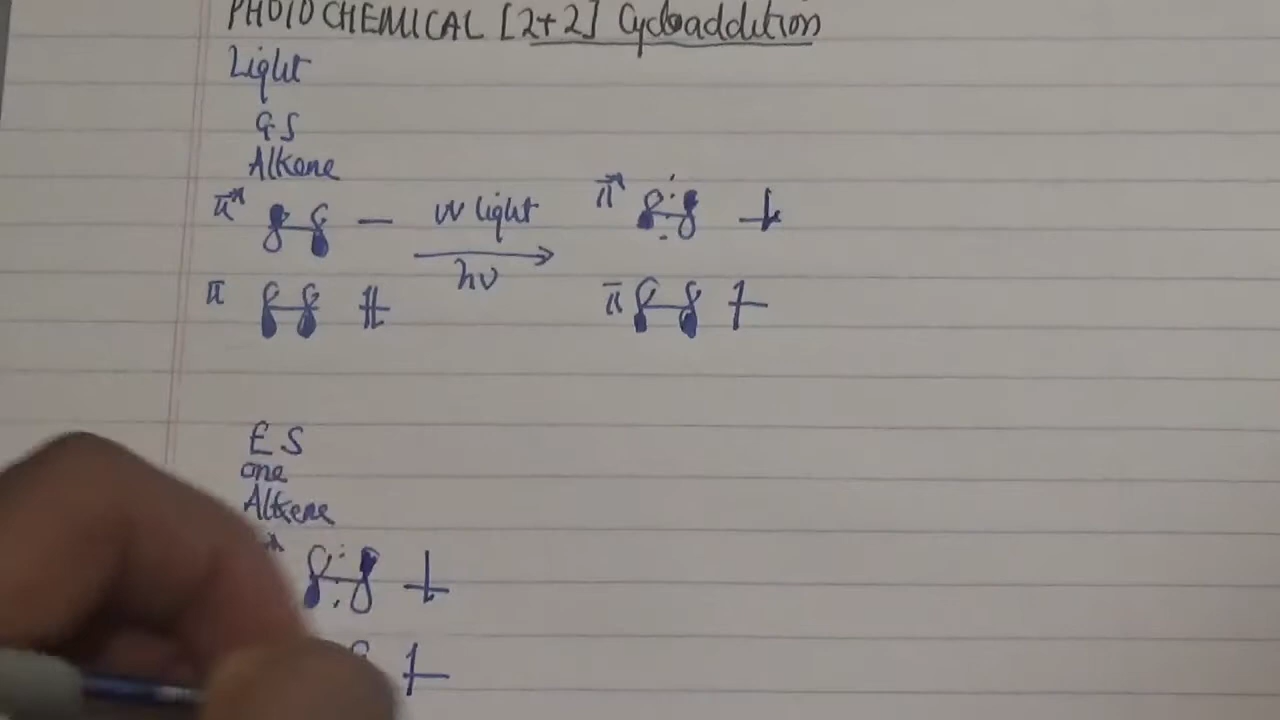 PHOTOCHEMICAL [2+2] Cycloaddition
Light
GS
Alkene
π* UV light π*
hν
π π
ES
one
Alkene